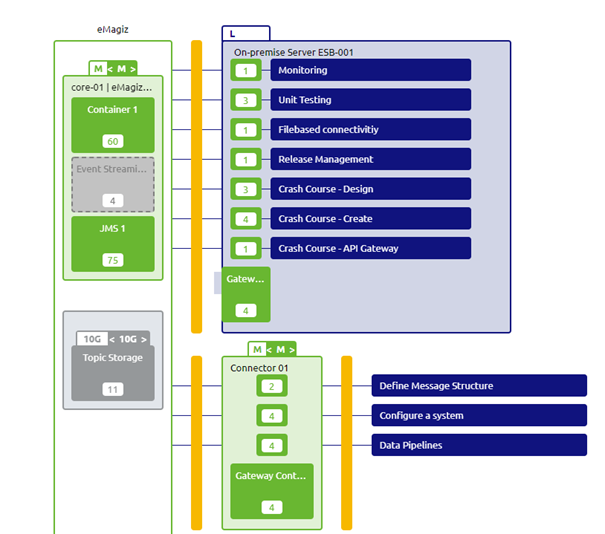 eMagiz
M < M >
core-01 | eMagiz...
Container 1
60
Event Streami...
4
JMS 1
75
10G < 10G >
Topic Storage
11
L
On-premise Server ESB-001
1 Monitoring
3 Unit Testing
1 Filebased connectivitiy
1 Release Management
3 Crash Course - Design
4 Crash Course - Create
1 Crash Course - API Gateway
Gatew...
4
M < M >
Connector 01
2 Define Message Structure
4 Configure a system
4 Data Pipelines
Gateway Cont...
4